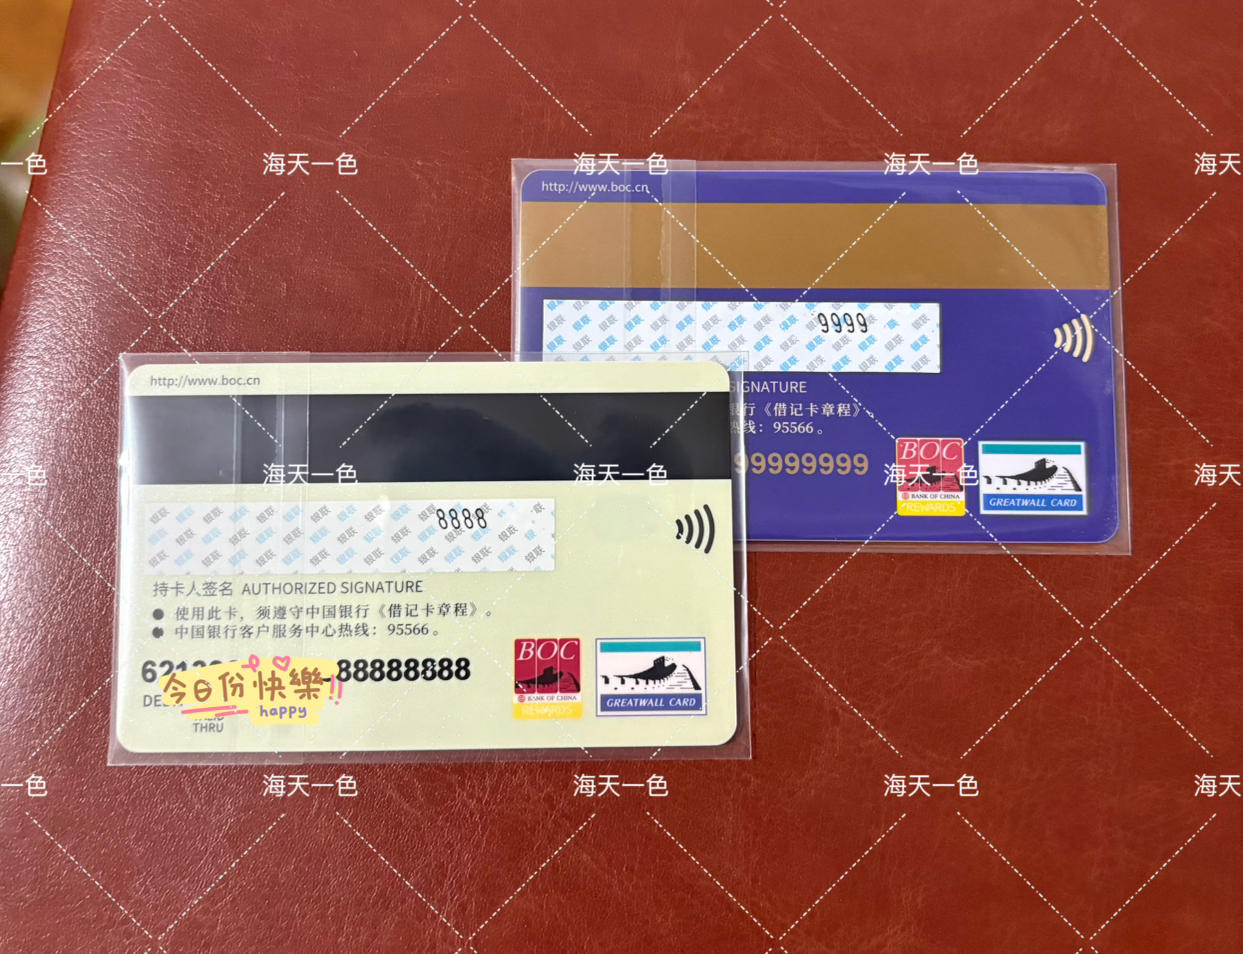 海天一色
http://www.boc.cn
9999
SIGNATURE
银行《借记卡章程》
热线：95566。
99999999
BOC
BANK OF CHINA
REWARDS
GREATWALL CARD
http://www.boc.cn
8888
银联
持卡人签名 AUTHORIZED SIGNATURE
● 使用此卡，须遵守中国银行《借记卡章程》。
● 中国银行客户服务中心热线：95566。
88888888
今日份快樂!!
happy
THRU
BOC
BANK OF CHINA
REWARDS
GREATWALL CARD